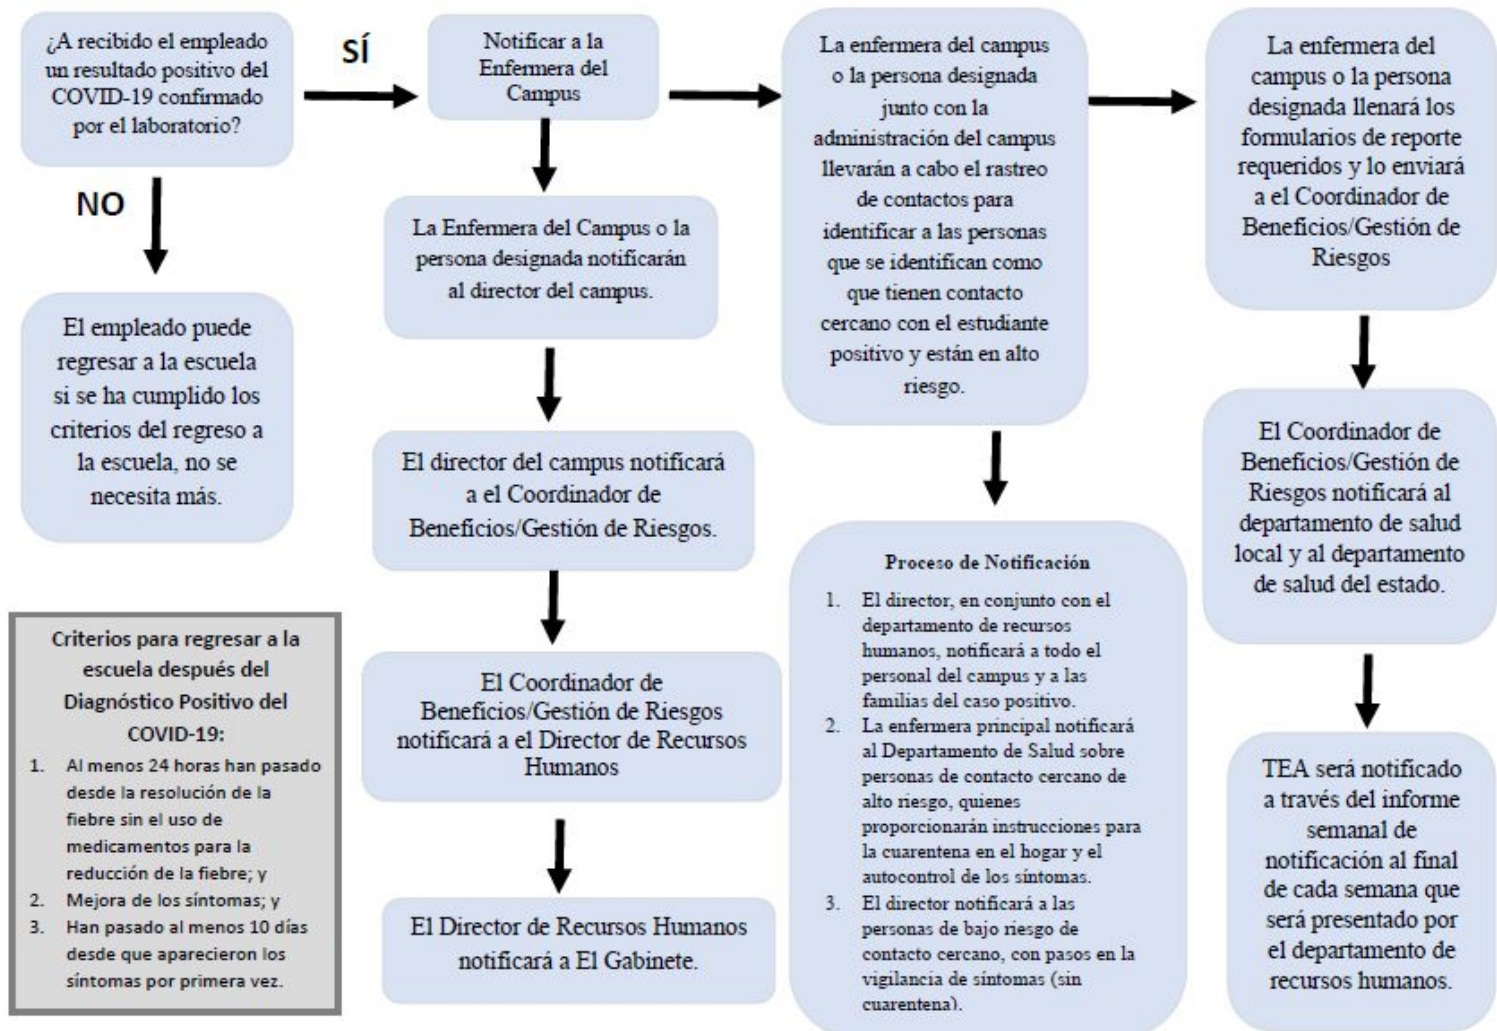 ¿A recibido el empleado
un resultado positivo del
COVID-19 confirmado
por el laboratorio?
SÍ
NO
El empleado puede
regresar a la escuela
si se ha cumplido los
criterios del regreso a
la escuela, no se
necesita más.
Criterios para regresar a la
escuela después del
Diagnóstico Positivo del
COVID-19:
1. Al menos 24 horas han pasado
desde la resolución de la
fiebre sin el uso de
medicamentos para la
reducción de la fiebre; y
2. Mejora de los síntomas; y
3. Han pasado al menos 10 días
desde que aparecieron los
síntomas por primera vez.
Notificar a la
Enfermera del
Campus
La Enfermera del Campus o la
persona designada notificarán
al director del campus.
El director del campus notificará
a el Coordinador de
Beneficios/Gestión de Riesgos.
El Coordinador de
Beneficios/Gestión de Riesgos
notificará a el Director de Recursos
Humanos
El Director de Recursos Humanos
notificará a El Gabinete.
La enfermera del campus
o la persona designada
junto con la
administración del campus
llevarán a cabo el rastreo
de contactos para
identificar a las personas
que se identifican como
que tienen contacto
cercano con el estudiante
positivo y están en alto
riesgo.
Proceso de Notificación
1. El director, en conjunto con el
departamento de recursos
humanos, notificará a todo el
personal del campus y a las
familias del caso positivo.
2. La enfermera principal notificará
al Departamento de Salud sobre
personas de contacto cercano de
alto riesgo, quienes
proporcionarán instrucciones para
la cuarentena en el hogar y el
autocontrol de los síntomas.
3. El director notificará a las
personas de bajo riesgo de
contacto cercano, con pasos en la
vigilancia de síntomas (sin
cuarentena).
La enfermera del
campus o la persona
designada llenará los
formularios de reporte
requeridos y lo enviará
a el Coordinador de
Beneficios/Gestión de
Riesgos
El Coordinador de
Beneficios/Gestión de
Riesgos notificará al
departamento de salud
local y al departamento
de salud del estado.
TEA será notificado
a través del informe
semanal de
notificación al final
de cada semana que
será presentado por
el departamento de
recursos humanos.